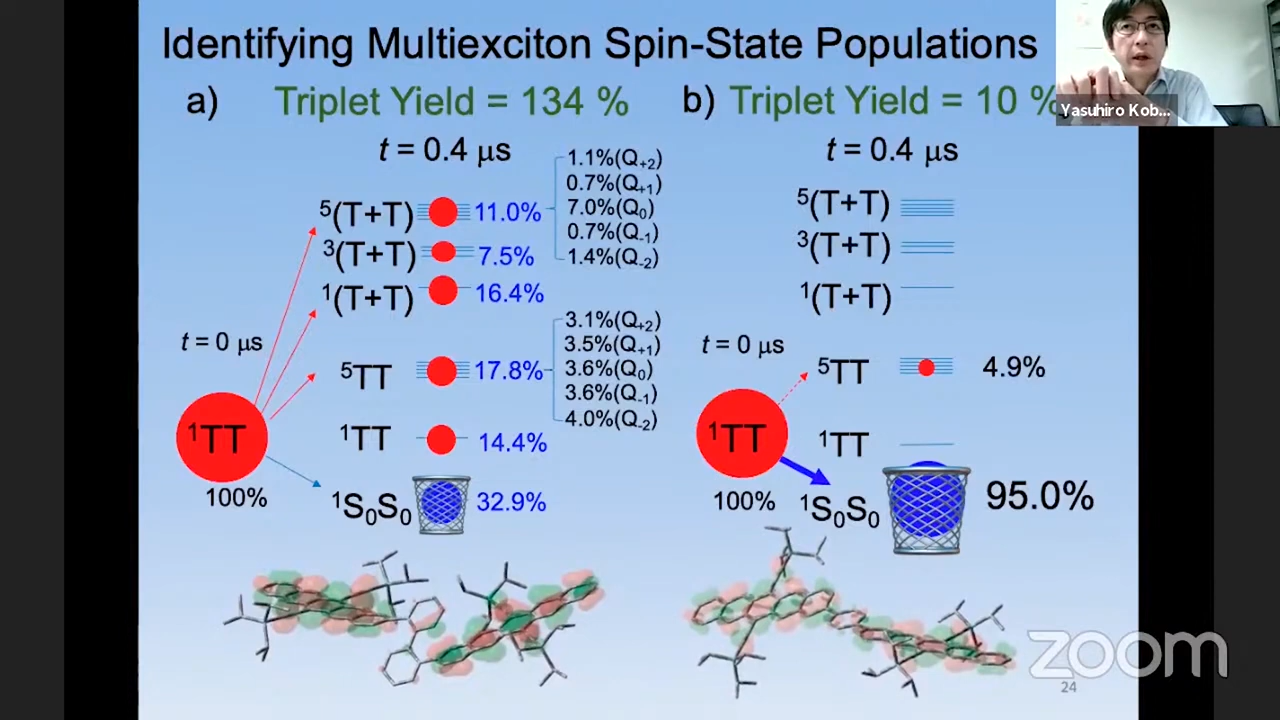 Identifying Multiexciton Spin-State Populations
a) Triplet Yield = 134 %
t = 0.4 μs
⁵(T+T) 11.0%
1.1%(Q₊₂)
0.7%(Q₊₁)
7.0%(Q₀)
0.7%(Q₋₁)
1.4%(Q₋₂)
³(T+T) 7.5%
¹(T+T) 16.4%
t = 0 μs
¹TT
100%
⁵TT 17.8%
3.1%(Q₊₂)
3.5%(Q₊₁)
3.6%(Q₀)
3.6%(Q₋₁)
4.0%(Q₋₂)
¹TT 14.4%
¹S₀S₀ 32.9%
b) Triplet Yield = 10 %
t = 0.4 μs
⁵(T+T)
³(T+T)
¹(T+T)
t = 0 μs
¹TT
100%
⁵TT 4.9%
¹TT
¹S₀S₀ 95.0%
Yasuhiro Kob...
zoom
24